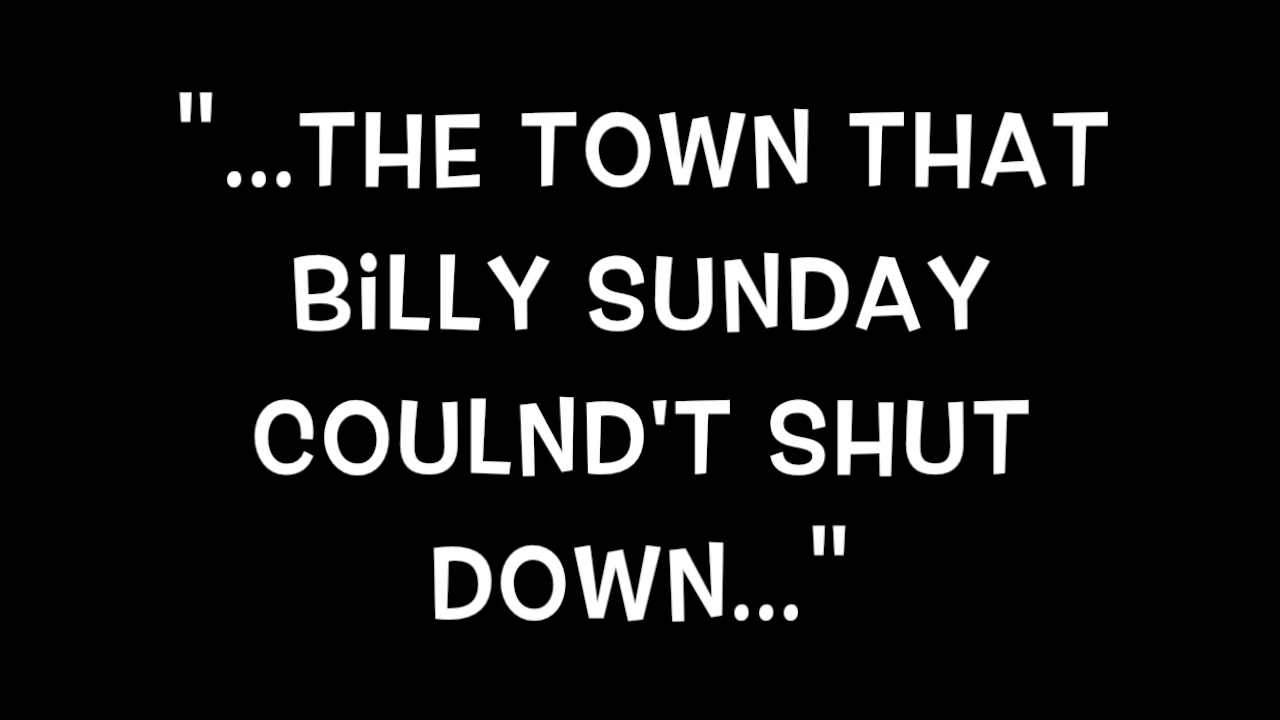 "...THE TOWN THAT
BiLLY SUNDAY
COULND'T SHUT
DOWN..."